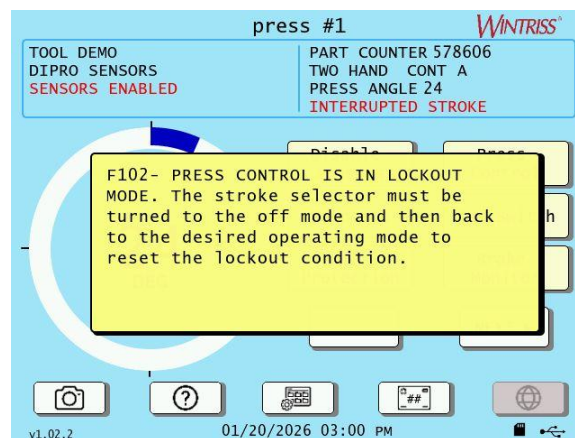 press #1
WINTRISS
TOOL DEMO
DIPRO SENSORS
SENSORS ENABLED
PART COUNTER 578606
TWO HAND CONT A
PRESS ANGLE 24
INTERRUPTED STROKE
Disable
Press
F102- PRESS CONTROL IS IN LOCKOUT
MODE. The stroke selector must be
turned to the off mode and then back
to the desired operating mode to
reset the lockout condition.
h
##
v1.02.2
01/20/2026 03:00 PM